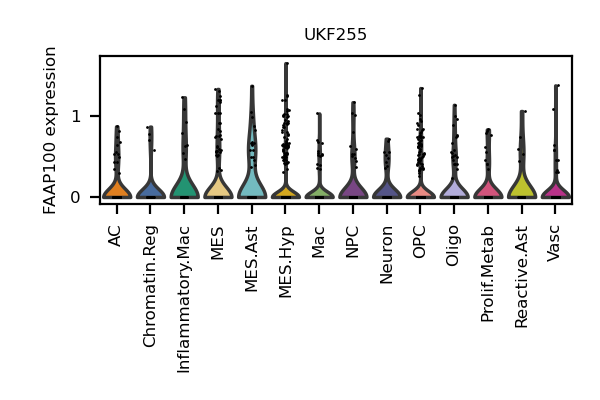 UKF255
FAAP100 expression
1
0
AC
Chromatin.Reg
Inflammatory.Mac
MES
MES.Ast
MES.Hyp
Mac
NPC
Neuron
OPC
Oligo
Prolif.Metab
Reactive.Ast
Vasc